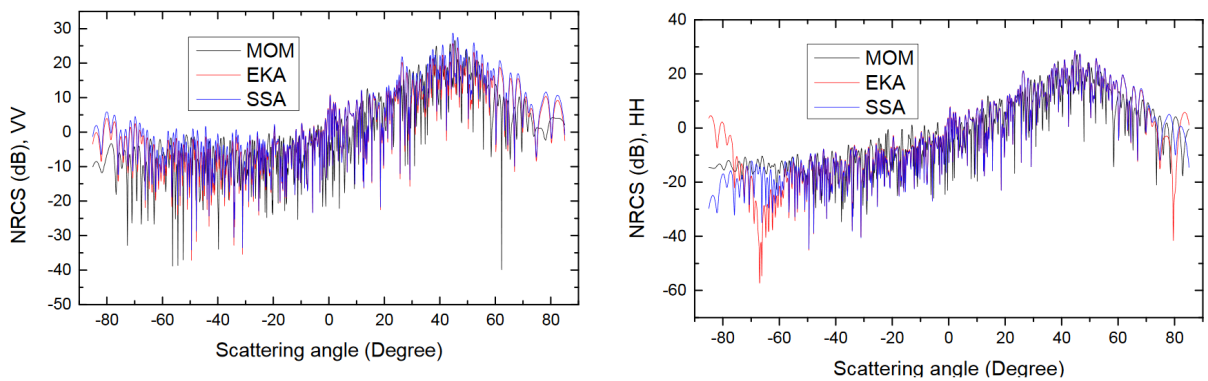 30
20
10
0
-10
-20
-30
-40
-50
NRCS (dB), VV
MOM
EKA
SSA
-80 -60 -40 -20 0 20 40 60 80
Scattering angle (Degree)
40
20
0
-20
-40
-60
NRCS (dB), HH
MOM
EKA
SSA
-80 -60 -40 -20 0 20 40 60 80
Scattering angle (Degree)